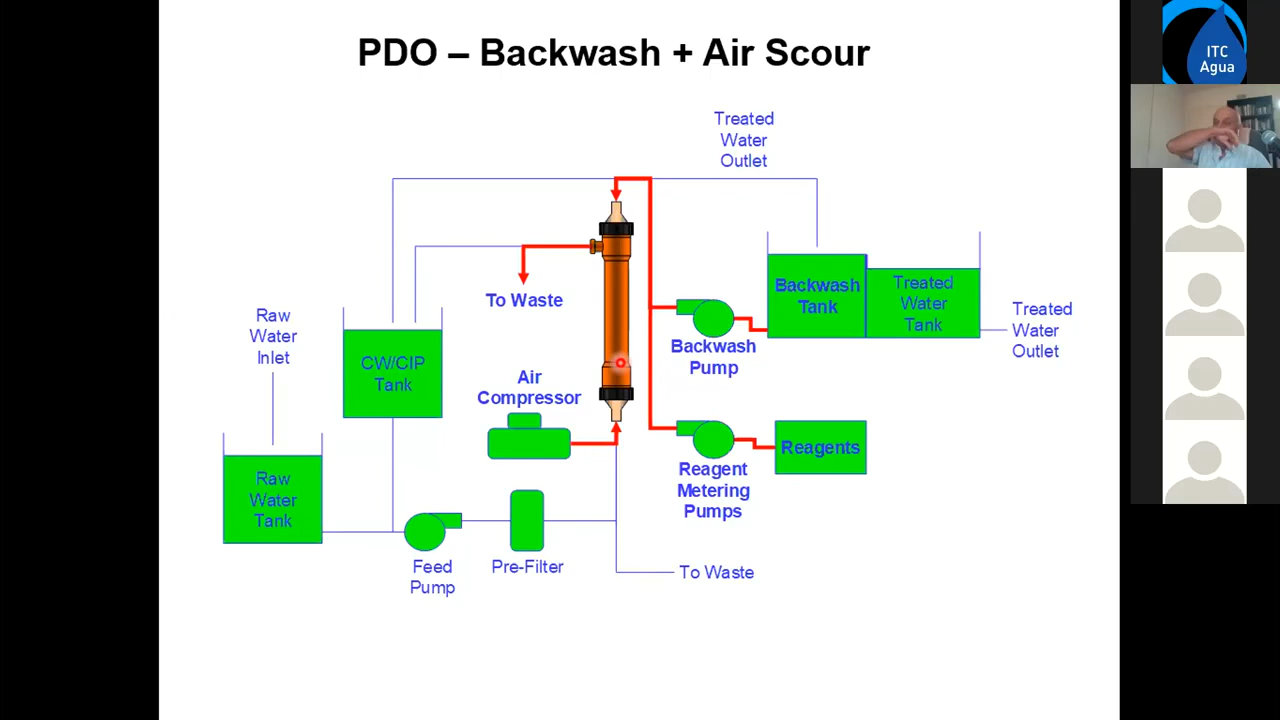 PDO – Backwash + Air Scour
ITC
Agua
Treated
Water
Outlet
To Waste
Raw
Water
Inlet
CW/CIP
Tank
Air
Compressor
Backwash
Pump
Backwash
Tank
Treated
Water
Tank
Treated
Water
Outlet
Raw
Water
Tank
Reagents
Reagent
Metering
Pumps
Feed
Pump
Pre-Filter
To Waste